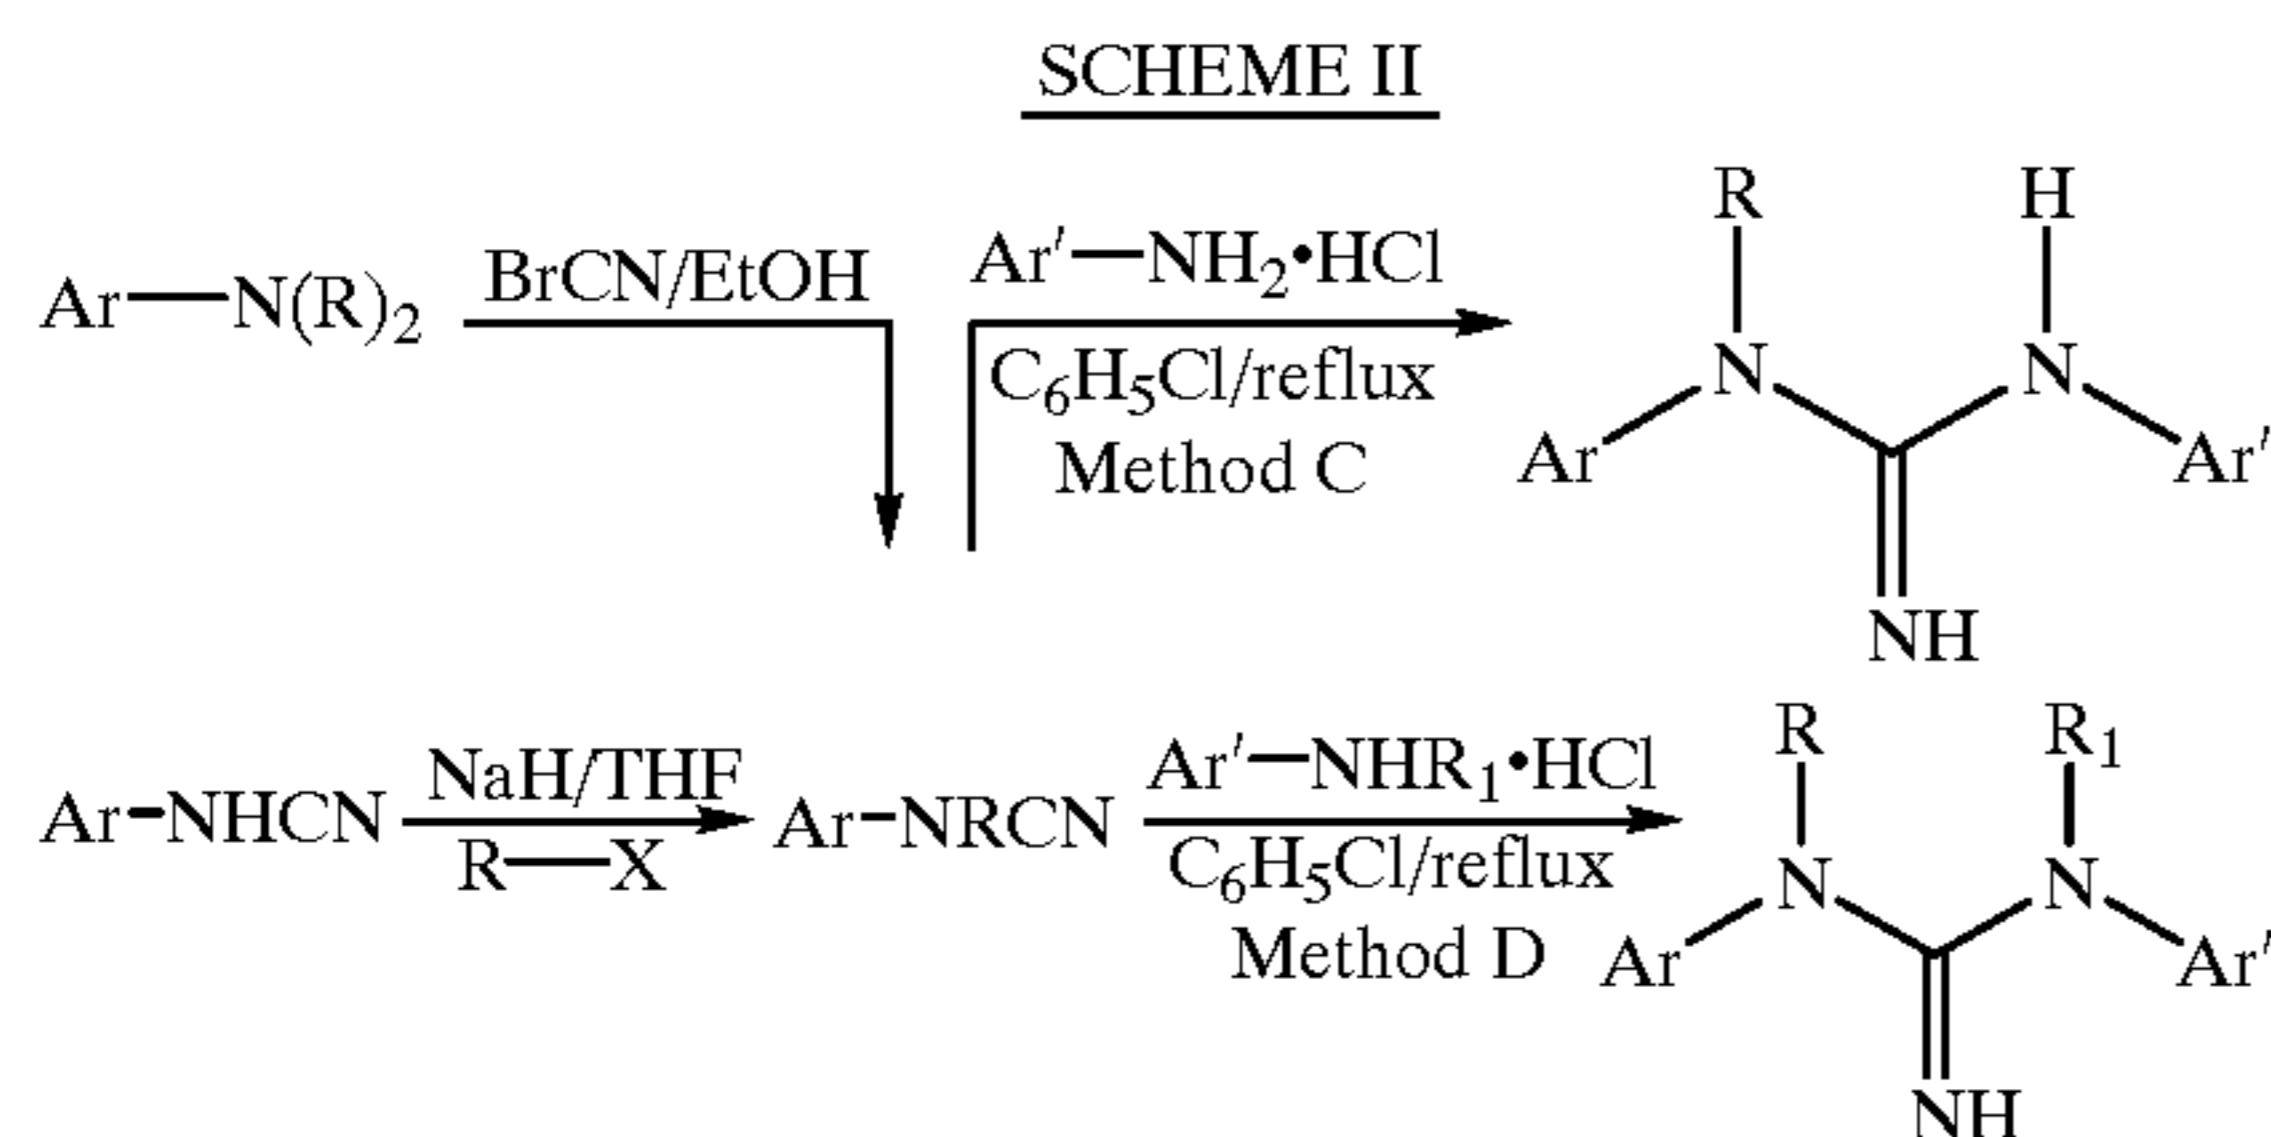 SCHEME II
Ar—N(R)₂
BrCN/EtOH
Ar′—NH₂•HCl
C₆H₅Cl/reflux
Method C
R
H
N
N
Ar
Ar′
NH
Ar—NHCN
NaH/THF
R—X
Ar—NRCN
Ar′—NHR₁•HCl
C₆H₅Cl/reflux
Method D
R
R₁
N
N
Ar
Ar′
NH